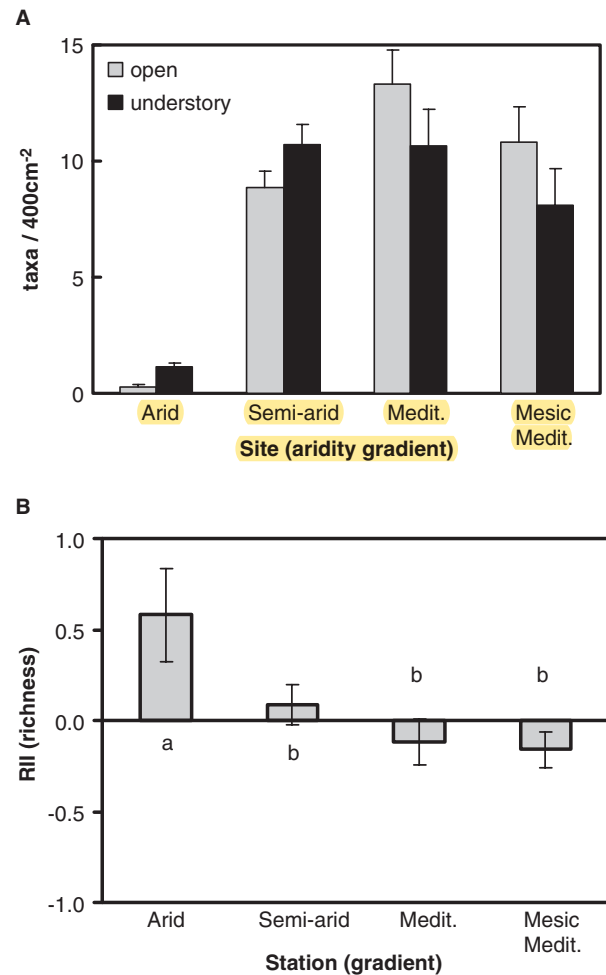 A
15
10
5
0
taxa / 400cm⁻²
open
understory
Arid
Semi-arid
Medit.
Mesic
Medit.
Site (aridity gradient)
B
1.0
0.5
0.0
-0.5
-1.0
RII (richness)
a
b
b
b
Arid
Semi-arid
Medit.
Mesic
Medit.
Station (gradient)